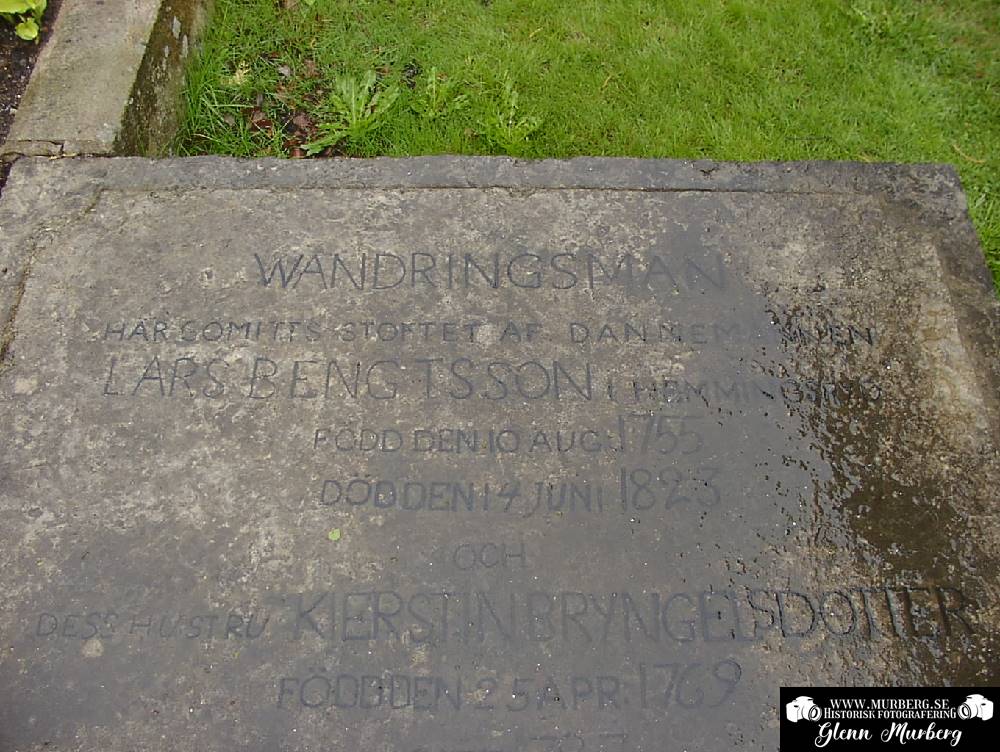 WANDRINGSMAN
HÄR GOMITTS STOFTET AF DANNEMANNEN
LARS BENGTSSON I
FÖDD DEN 10 AUG: 1755
DÖD DEN 14 JUNI 1823
OCH
DESS HUSTRU KIERSTIN BRYNGELSDOTTER
FÖDD DEN 25 APR: 1769
WWW.MURBERG.SE
HISTORISK FOTOGRAFERING
Glenn Murberg